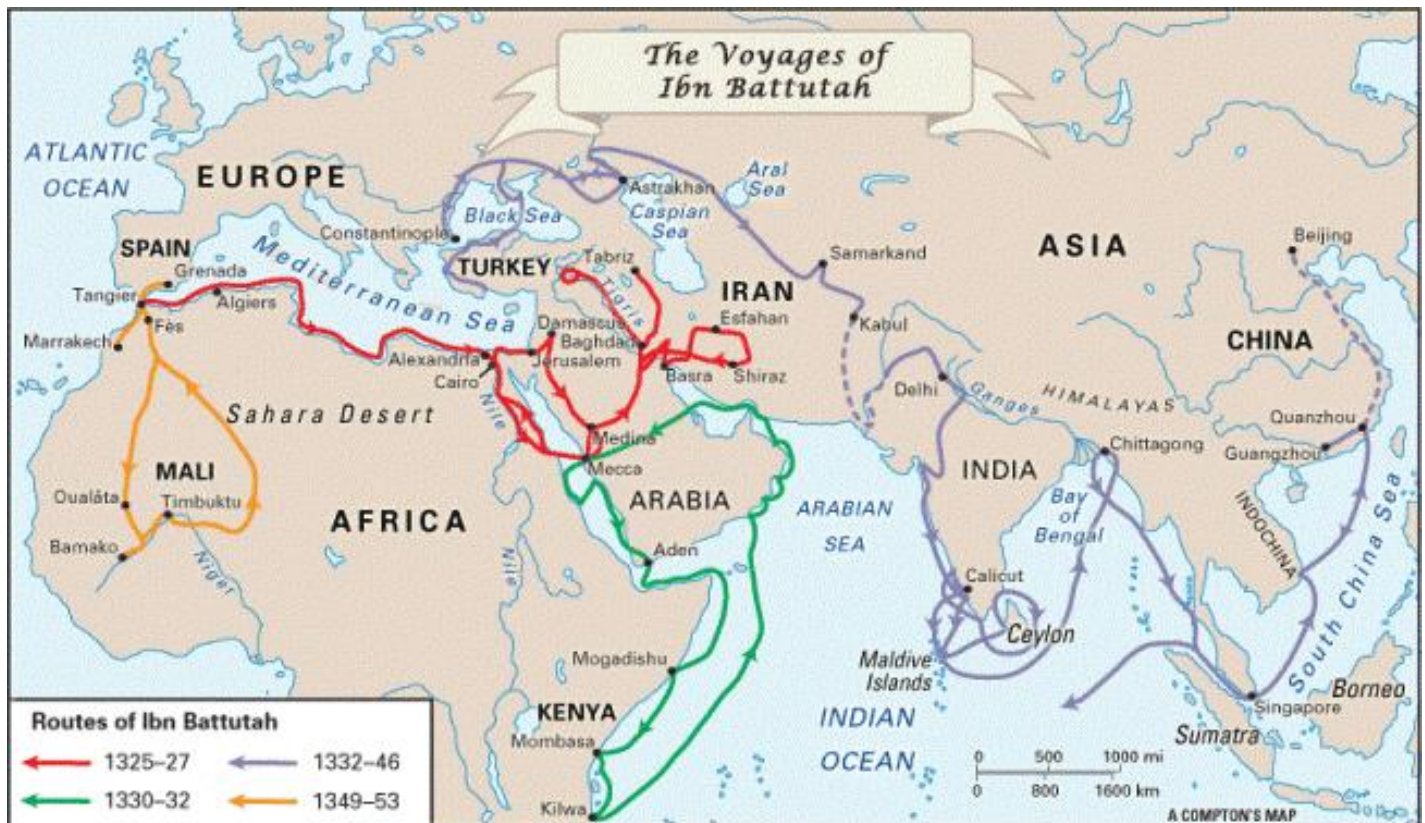 The Voyages of
Ibn Battutah
ATLANTIC
OCEAN
EUROPE
Aral
Sea
Astrakhan
Caspian
Sea
Black Sea
Constantinople
ASIA
Beijing
SPAIN
Grenada
Mediterranean Sea
TURKEY
Tabriz
Samarkand
Tangier
Algiers
Tigris
IRAN
Esfahan
Kabul
Fès
Marrakech
Damascus
Baghdad
CHINA
Alexandria
Jerusalem
Cairo
Basra
Shiraz
Delhi
Ganges
HIMALAYAS
Sahara Desert
Nile
Medina
Quanzhou
Chittagong
Guangzhou
Mecca
MALI
INDIA
Oualâta
Timbuktu
ARABIA
ARABIAN
SEA
Bay
of
Bengal
INDOCHINA
South China Sea
AFRICA
Bamako
Niger
Nile
Aden
Calicut
Ceylon
Mogadishu
Maldive
Islands
Borneo
Singapore
KENYA
INDIAN
OCEAN
Sumatra
Mombasa
Kilwa
Routes of Ibn Battutah
1325–27
1332–46
1330–32
1349–53
0 500 1000 mi
0 800 1600 km
A COMPTON'S MAP